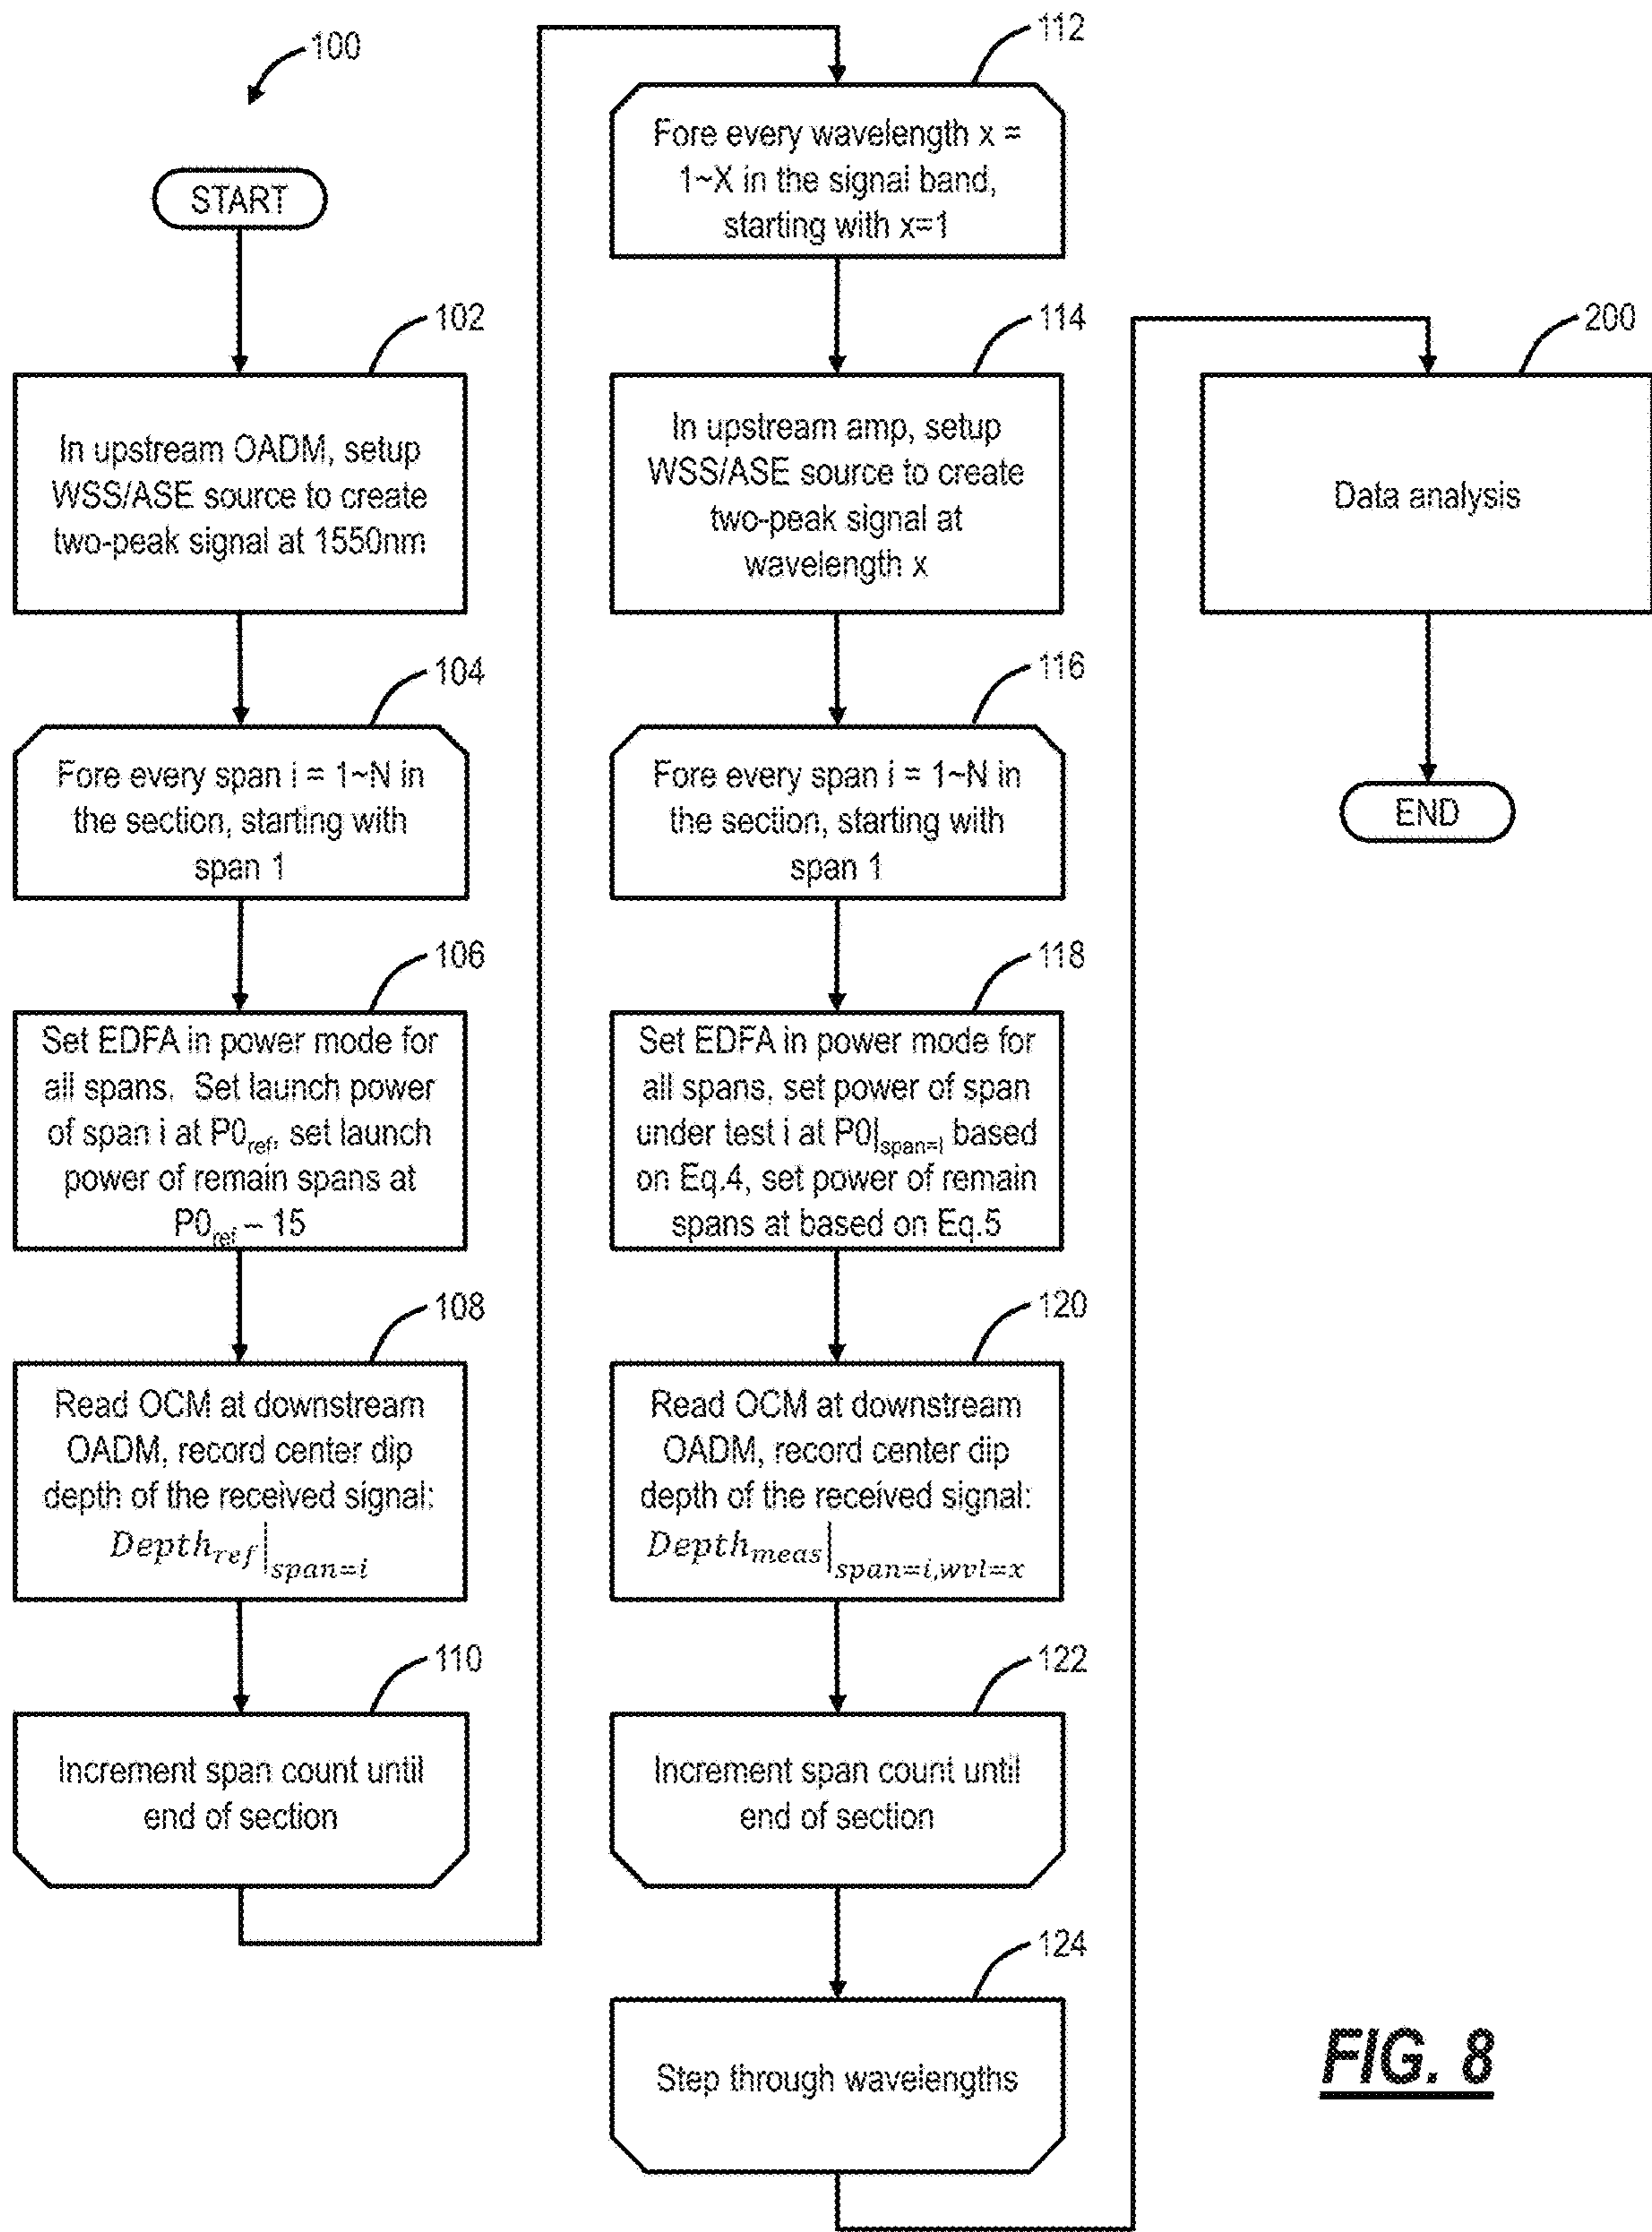 100
START
102
In upstream OADM, setup
WSS/ASE source to create
two-peak signal at 1550nm
104
Fore every span i = 1~N in
the section, starting with
span 1
106
Set EDFA in power mode for
all spans. Set launch power
of span i at P0ref, set launch
power of remain spans at
P0ref – 15
108
Read OCM at downstream
OADM, record center dip
depth of the received signal:
Depthref|span=i
110
Increment span count until
end of section
112
Fore every wavelength x =
1~X in the signal band,
starting with x=1
114
In upstream amp, setup
WSS/ASE source to create
two-peak signal at
wavelength x
116
Fore every span i = 1~N in
the section, starting with
span 1
118
Set EDFA in power mode for
all spans, set power of span
under test i at P0|span=i based
on Eq.4, set power of remain
spans at based on Eq.5
120
Read OCM at downstream
OADM, record center dip
depth of the received signal:
Depthmeas|span=i,wvl=x
122
Increment span count until
end of section
124
Step through wavelengths
200
Data analysis
END
FIG. 8